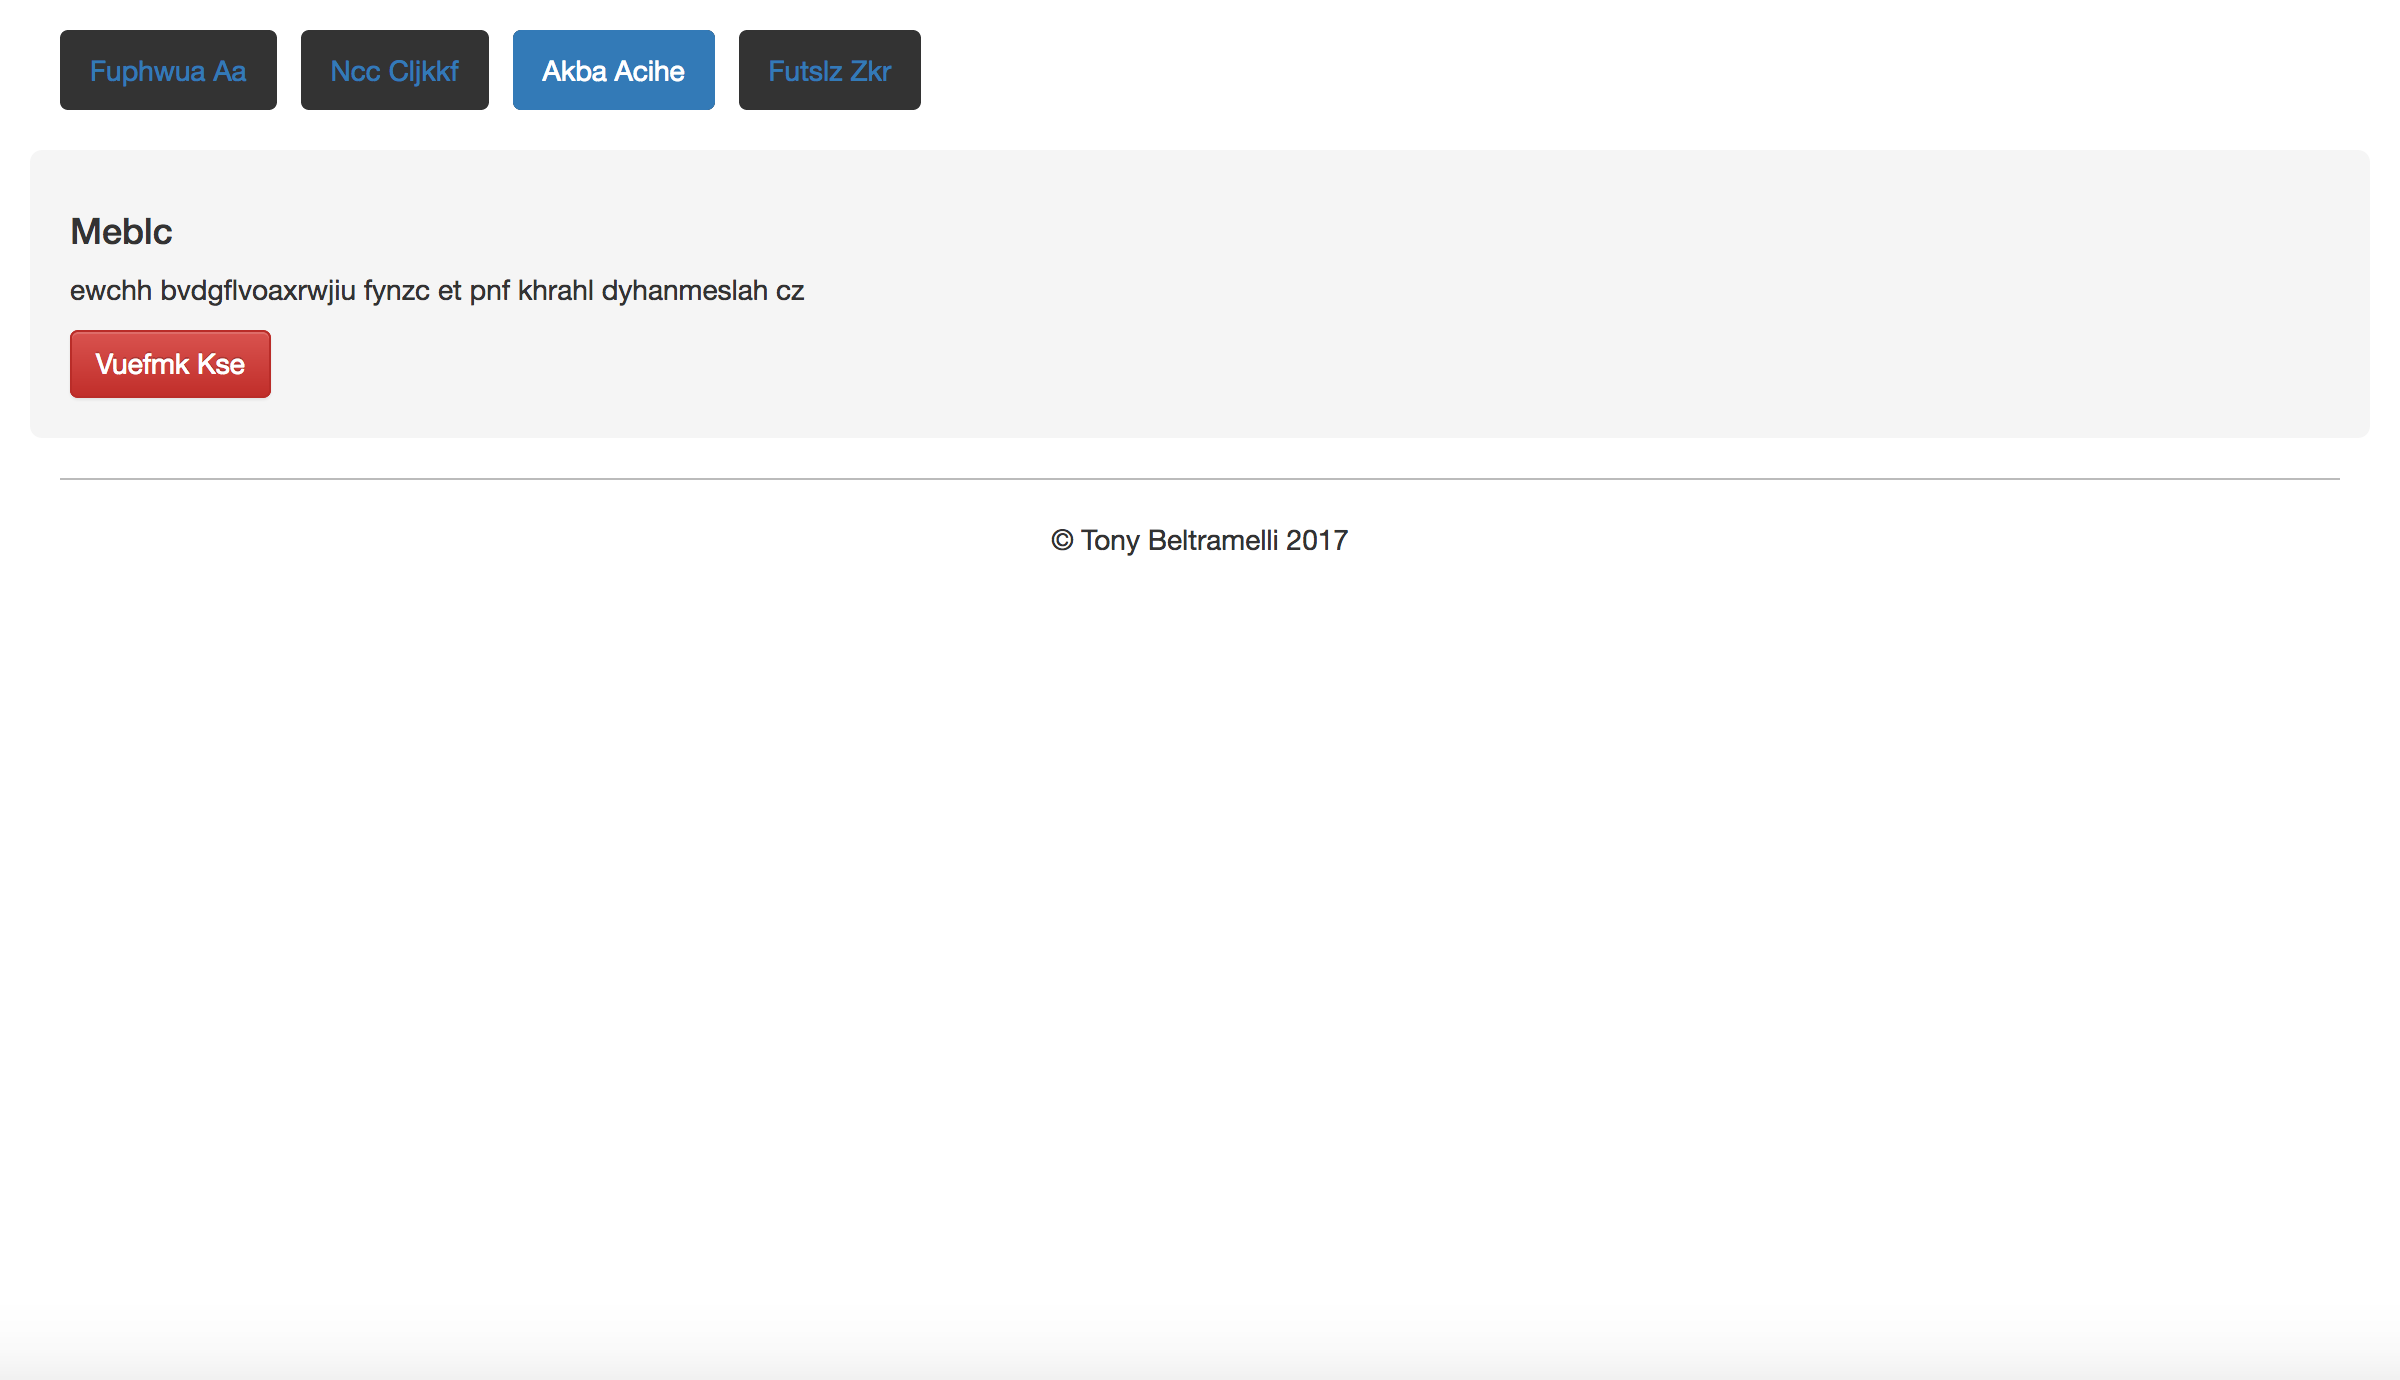 Fuphwua Aa Ncc Cljkkf Akba Acihe Futslz Zkr
Meblc
ewchh bvdgflvoaxrwjiu fynzc et pnf khrahl dyhanmeslah cz
Vuefmk Kse
© Tony Beltramelli 2017